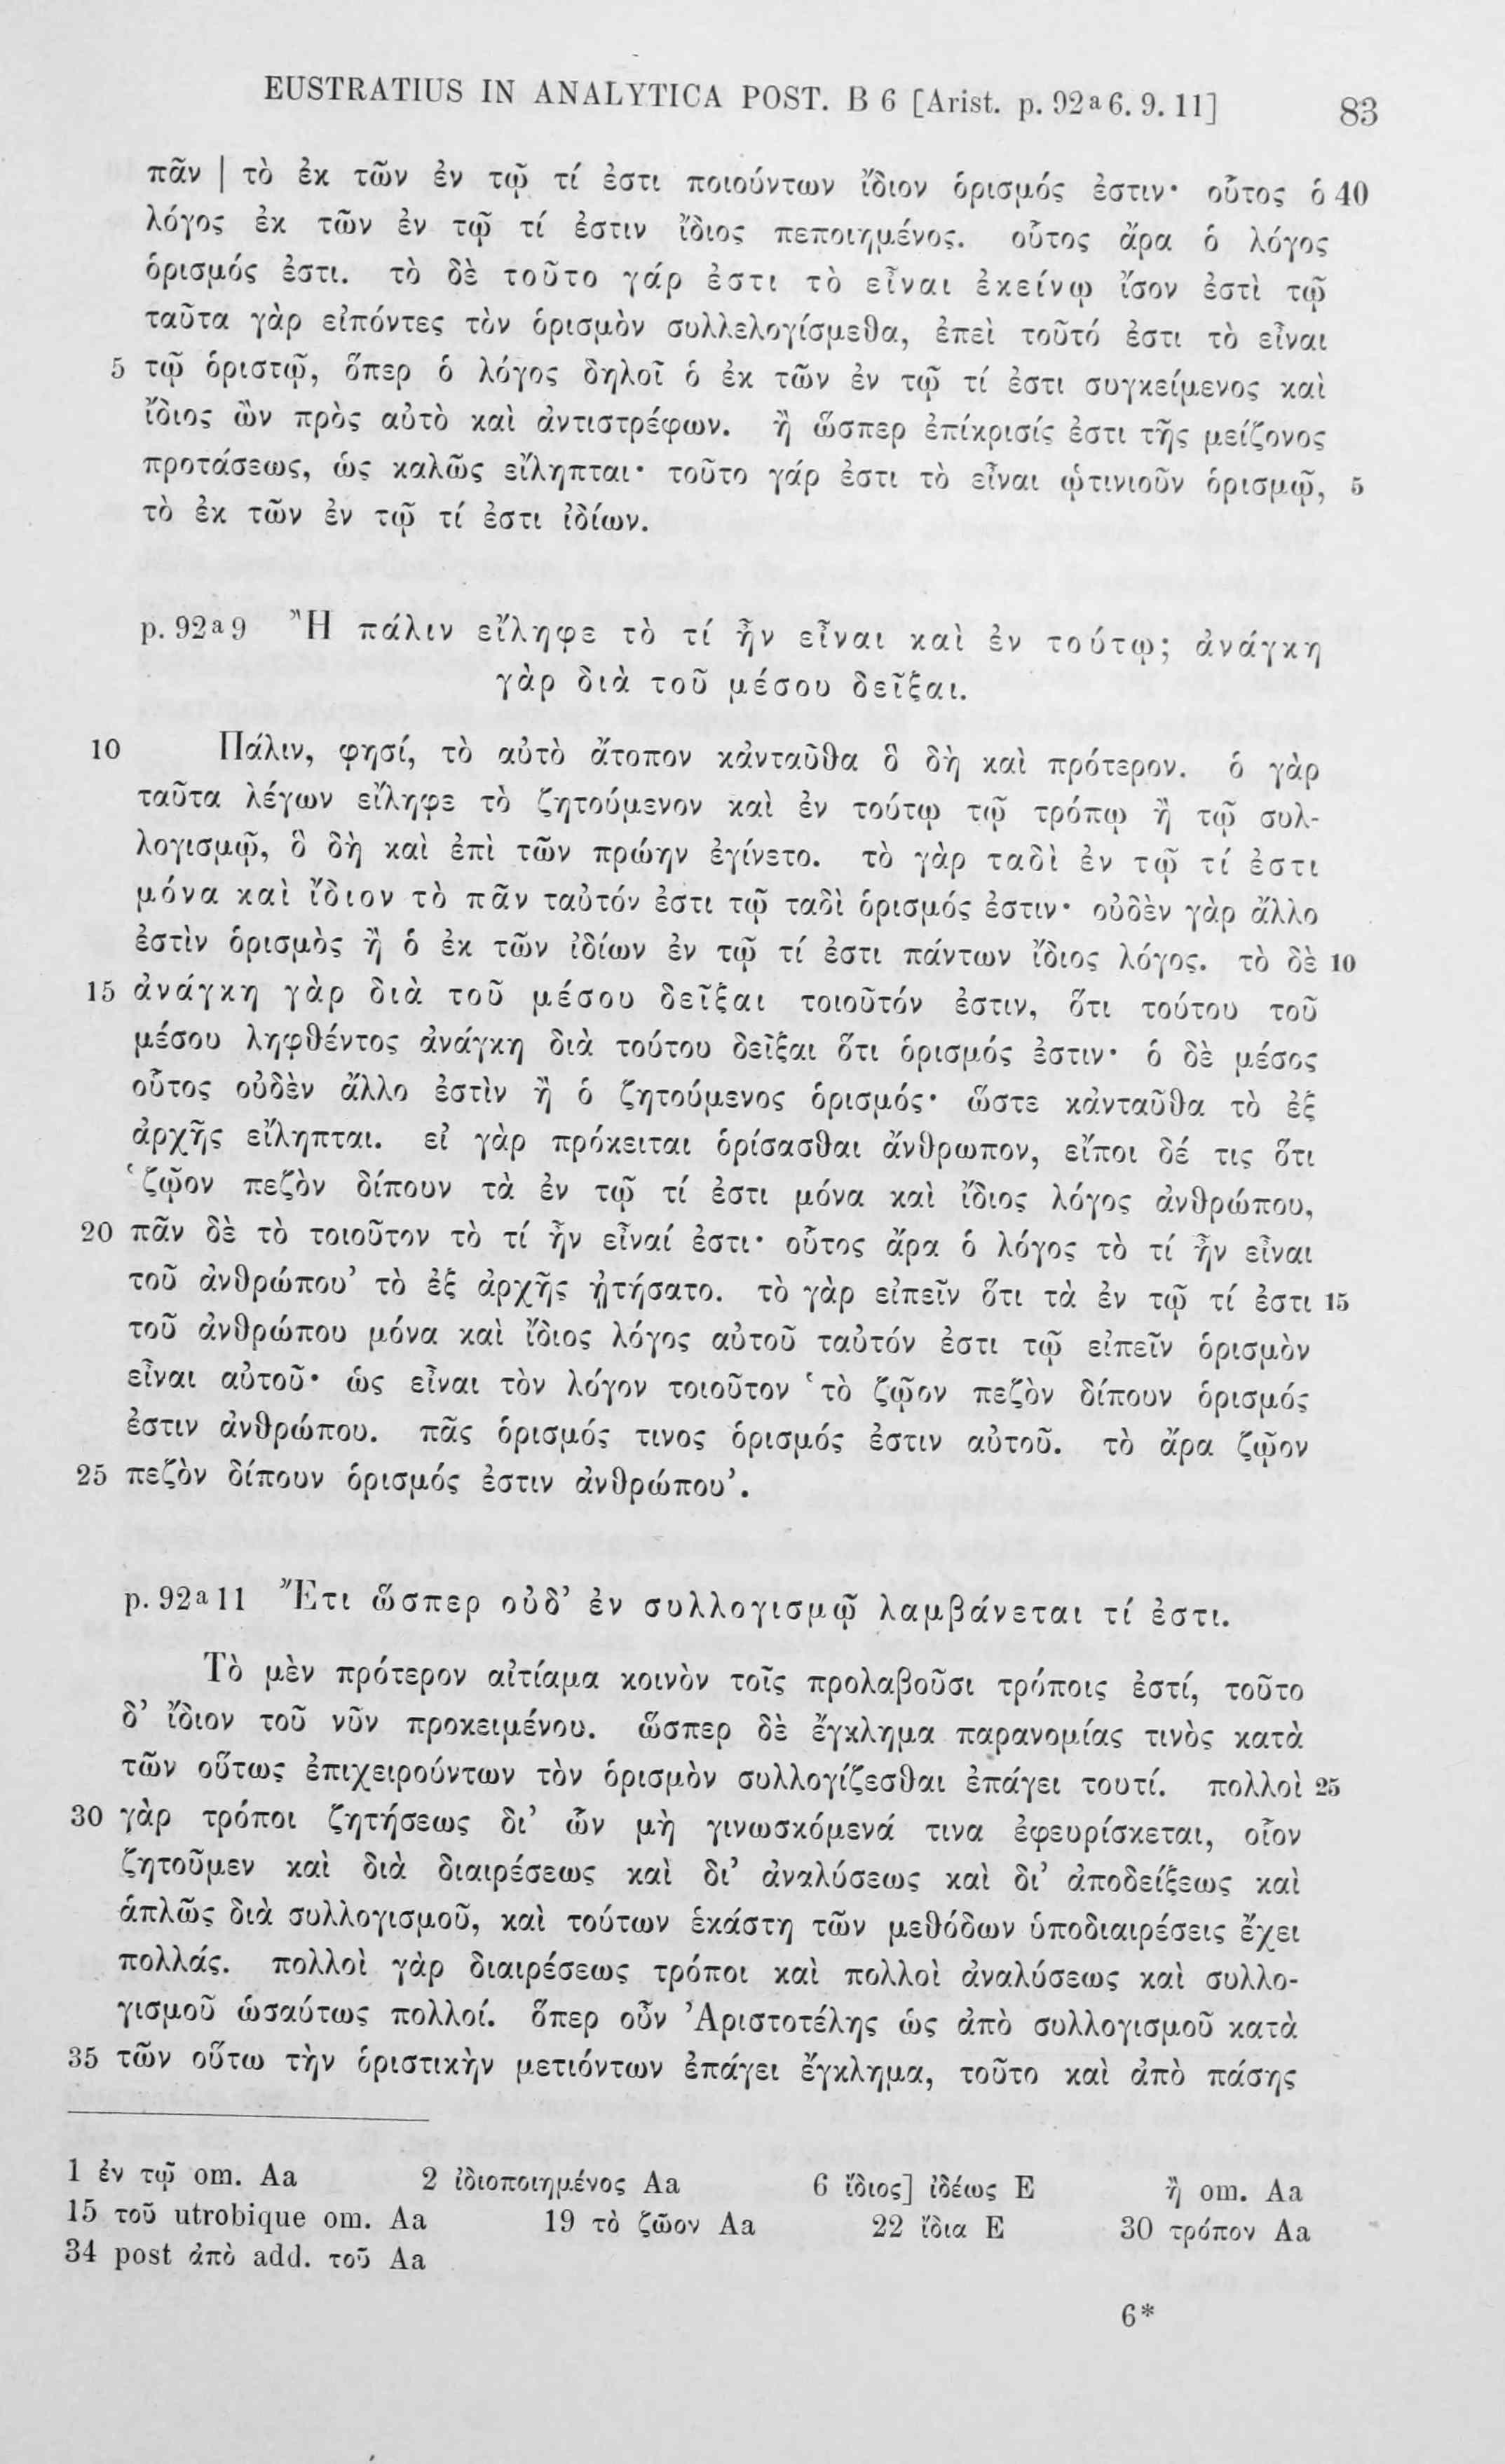 EUSTRATIUS IN ANALYTICA POST. B 6 [Arist. p. 92a6. 9. 11] 83
πᾶν | τὸ ἐκ τῶν ἐν τῷ τί ἐστι ποιούντων ἴδιον ὁρισμός ἐστιν· οὗτος ὁ 40
λόγος ἐκ τῶν ἐν τῷ τί ἐστιν ἴδιος πεποιημένος. οὗτος ἄρα ὁ λόγος
ὁρισμός ἐστι. τὸ δὲ τοῦτο γάρ ἐστι τὸ εἶναι ἐκείνῳ ἴσον ἐστὶ τῷ
ταῦτα γὰρ εἰπόντες τὸν ὁρισμὸν συλλελογίσμεθα, ἐπεὶ τοῦτό ἐστι τὸ εἶναι
5 τῷ ὁριστῷ, ὅπερ ὁ λόγος δηλοῖ ὁ ἐκ τῶν ἐν τῷ τί ἐστι συγκείμενος καὶ
ἴδιος ὢν πρὸς αὐτὸ καὶ ἀντιστρέφων. ἢ ὥσπερ ἐπίκρισίς ἐστι τῆς μείζονος
προτάσεως, ὡς καλῶς εἴληπται· τοῦτο γάρ ἐστι τὸ εἶναι ᾡτινιοῦν ὁρισμῷ, 5
τὸ ἐκ τῶν ἐν τῷ τί ἐστι ἰδίων.
p. 92a9 Ἢ πάλιν εἴληφε τὸ τί ἦν εἶναι καὶ ἐν τούτῳ; ἀνάγκη
γὰρ διὰ τοῦ μέσου δεῖξαι.
10 Πάλιν, φησί, τὸ αὐτὸ ἄτοπον κἀνταῦθα ὃ δὴ καὶ πρότερον. ὁ γὰρ
ταῦτα λέγων εἴληφε τὸ ζητούμενον καὶ ἐν τούτῳ τῷ τρόπῳ ἢ τῷ συλ-
λογισμῷ, ὃ δὴ καὶ ἐπὶ τῶν πρώην ἐγίνετο. τὸ γὰρ ταδὶ ἐν τῷ τί ἐστι
μόνα καὶ ἴδιον τὸ πᾶν ταὐτόν ἐστι τῷ ταδὶ ὁρισμός ἐστιν· οὐδὲν γὰρ ἄλλο
ἐστὶν ὁρισμὸς ἢ ὁ ἐκ τῶν ἰδίων ἐν τῷ τί ἐστι πάντων ἴδιος λόγος. τὸ δὲ 10
15 ἀνάγκη γὰρ διὰ τοῦ μέσου δεῖξαι τοιοῦτόν ἐστιν, ὅτι τούτου τοῦ
μέσου ληφθέντος ἀνάγκη διὰ τούτου δεῖξαι ὅτι ὁρισμός ἐστιν· ὁ δὲ μέσος
οὗτος οὐδὲν ἄλλο ἐστὶν ἢ ὁ ζητούμενος ὁρισμός· ὥστε κἀνταῦθα τὸ ἐξ
ἀρχῆς εἴληπται. εἰ γὰρ πρόκειται ὁρίσασθαι ἄνθρωπον, εἴποι δέ τις ὅτι
‘ζῷον πεζὸν δίπουν τὰ ἐν τῷ τί ἐστι μόνα καὶ ἴδιος λόγος ἀνθρώπου,
20 πᾶν δὲ τὸ τοιοῦτον τὸ τί ἦν εἶναί ἐστι· οὗτος ἄρα ὁ λόγος τὸ τί ἦν εἶναι
τοῦ ἀνθρώπου’ τὸ ἐξ ἀρχῆς ᾐτήσατο. τὸ γὰρ εἰπεῖν ὅτι τὰ ἐν τῷ τί ἐστι 15
τοῦ ἀνθρώπου μόνα καὶ ἴδιος λόγος αὐτοῦ ταὐτόν ἐστι τῷ εἰπεῖν ὁρισμὸν
εἶναι αὐτοῦ· ὡς εἶναι τὸν λόγον τοιοῦτον ‘τὸ ζῷον πεζὸν δίπουν ὁρισμός
ἐστιν ἀνθρώπου. πᾶς ὁρισμός τινος ὁρισμός ἐστιν αὐτοῦ. τὸ ἄρα ζῷον
25 πεζὸν δίπουν ὁρισμός ἐστιν ἀνθρώπου’.
p. 92a11 Ἔτι ὥσπερ οὐδ’ ἐν συλλογισμῷ λαμβάνεται τί ἐστι.
Τὸ μὲν πρότερον αἰτίαμα κοινὸν τοῖς προλαβοῦσι τρόποις ἐστί, τοῦτο
δ’ ἴδιον τοῦ νῦν προκειμένου. ὥσπερ δὲ ἔγκλημα παρανομίας τινὸς κατὰ
τῶν οὕτως ἐπιχειρούντων τὸν ὁρισμὸν συλλογίζεσθαι ἐπάγει τουτί. πολλοὶ 25
30 γὰρ τρόποι ζητήσεως δι’ ὧν μὴ γινωσκόμενά τινα ἐφευρίσκεται, οἷον
ζητοῦμεν καὶ διὰ διαιρέσεως καὶ δι’ ἀναλύσεως καὶ δι’ ἀποδείξεως καὶ
ἁπλῶς διὰ συλλογισμοῦ, καὶ τούτων ἑκάστη τῶν μεθόδων ὑποδιαιρέσεις ἔχει
πολλάς. πολλοὶ γὰρ διαιρέσεως τρόποι καὶ πολλοὶ ἀναλύσεως καὶ συλλο-
γισμοῦ ὡσαύτως πολλοί. ὅπερ οὖν Ἀριστοτέλης ὡς ἀπὸ συλλογισμοῦ κατὰ
35 τῶν οὕτω τὴν ὁριστικὴν μετιόντων ἐπάγει ἔγκλημα, τοῦτο καὶ ἀπὸ πάσης
1 ἐν τῷ om. Aa 2 ἰδιοποιημένος Aa 6 ἴδιος] ἰδέως E ἢ om. Aa
15 τοῦ utrobique om. Aa 19 τὸ ζῶον Aa 22 ἴδια E 30 τρόπον Aa
34 post ἀπὸ add. τοῦ Aa
6*